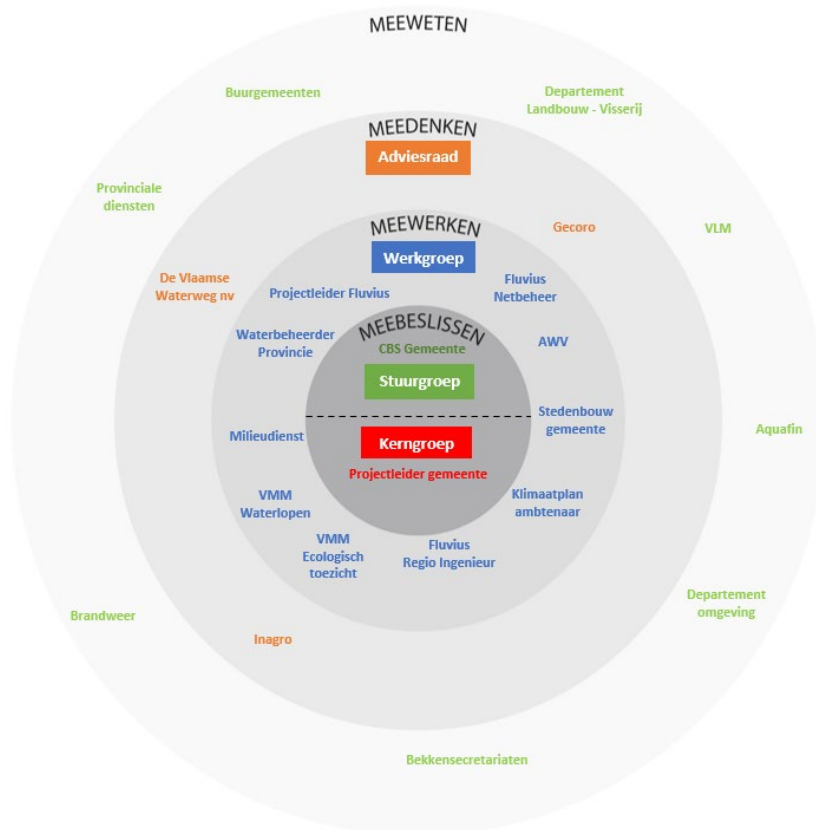 MEEWETEN
Buurgemeenten
Departement
Landbouw - Visserij
MEEDENKEN
Adviesraad
Provinciale
diensten
MEEWERKEN
Gecoro
VLM
Werkgroep
De Vlaamse
Waterweg nv
Projectleider Fluvius
Fluvius
Netbeheer
MEEBESLISSEN
Waterbeheerder
Provincie
CBS Gemeente
AWV
Stuurgroep
Stedenbouw
gemeente
Aquafin
Milieudienst
Kerngroep
Projectleider gemeente
VMM
Waterlopen
Klimaatplan
ambtenaar
VMM
Ecologisch
toezicht
Fluvius
Regio Ingenieur
Departement
omgeving
Brandweer
Inagro
Bekkensecretariaten